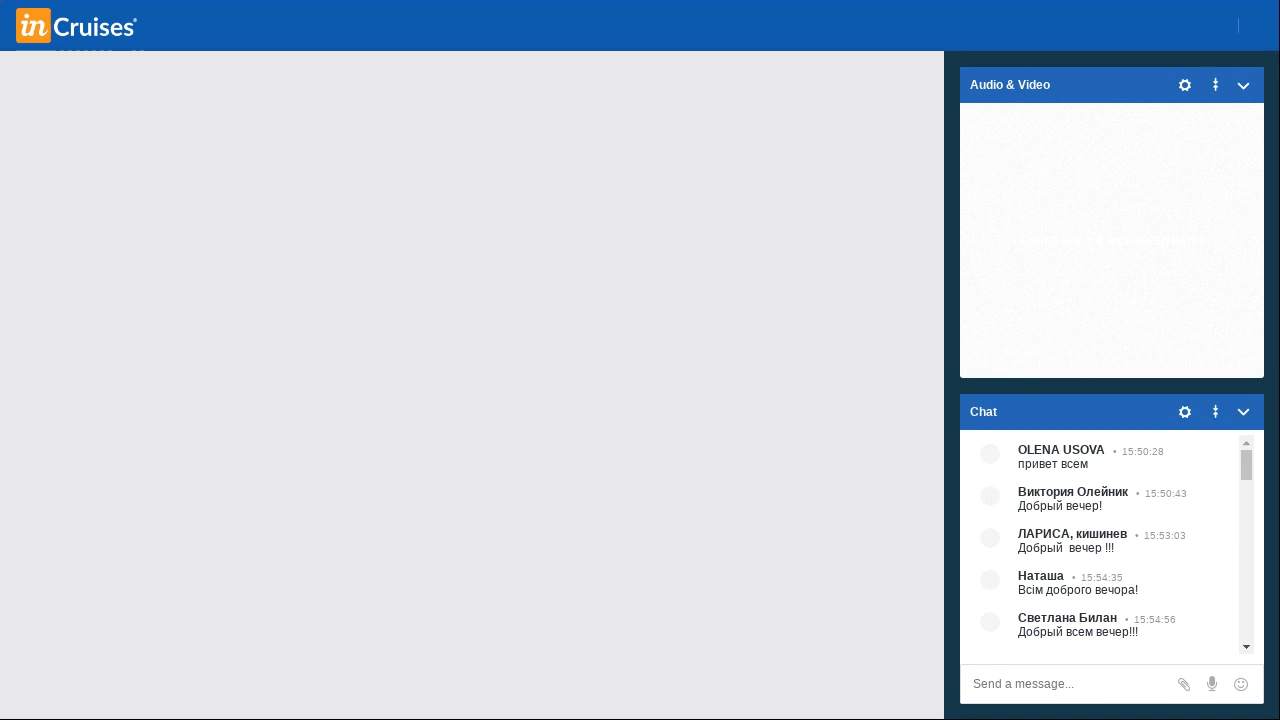 in Cruises®
Audio & Video
Chat
OLENA USOVA • 15:50:28
привет всем
Виктория Олейник • 15:50:43
Добрый вечер!
ЛАРИСА, кишинев • 15:53:03
Добрый  вечер !!!
Наташа • 15:54:35
Всім доброго вечора!
Светлана Билан • 15:54:56
Добрый всем вечер!!!
Send a message...